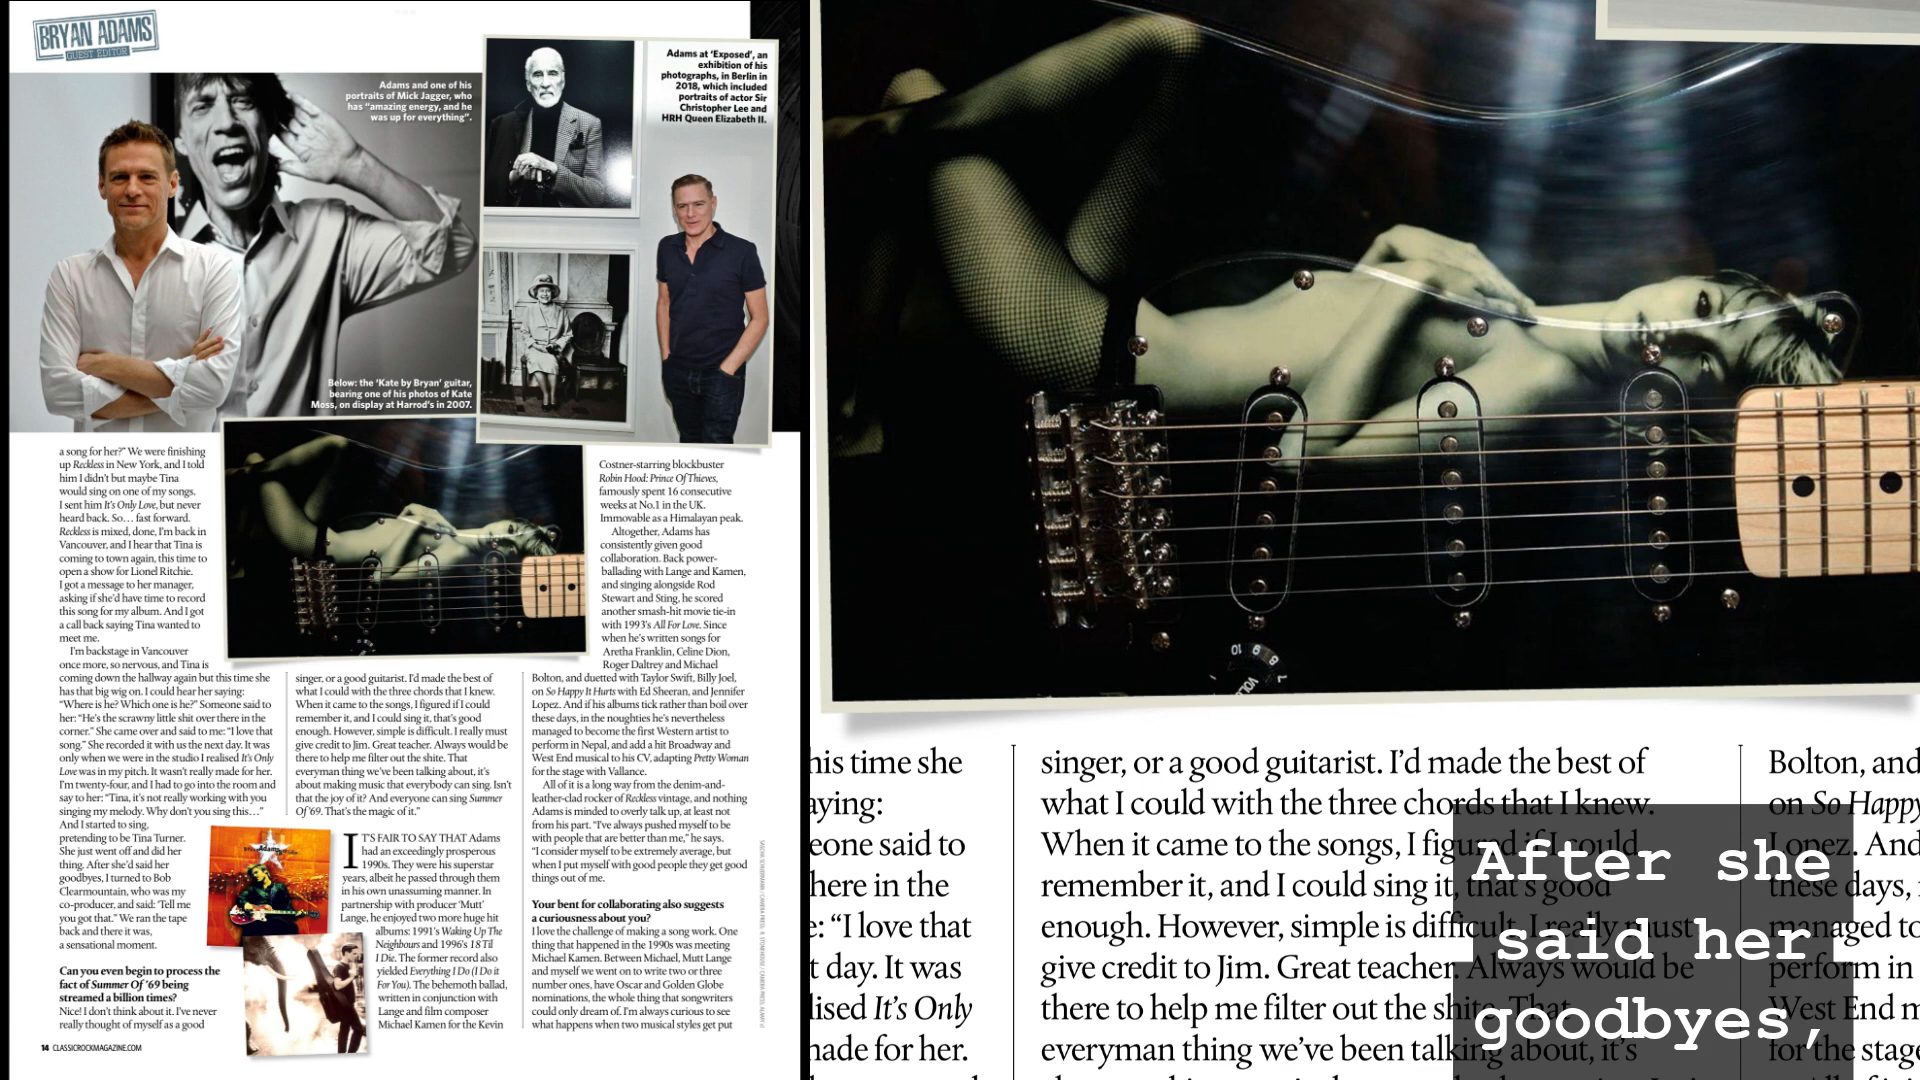 BRYAN ADAMS
GUEST EDITOR
Adams and one of his
portraits of Mick Jagger, who
has “amazing energy, and he
was up for everything”.
Adams at ‘Exposed’, an
exhibition of his
photographs, in Berlin in
2018, which included
portraits of actor Sir
Christopher Lee and
HRH Queen Elizabeth II.
Below: the ‘Kate by Bryan’ guitar,
bearing one of his photos of Kate
Moss, on display at Harrod’s in 2007.
a song for her?” We were finishing
up Reckless in New York, and I told
him I didn’t but maybe Tina
would sing on one of my songs.
I sent him It’s Only Love, but never
heard back. So… fast forward.
Reckless is mixed, done, I’m back in
Vancouver, and I hear that Tina is
coming to town again, this time to
open a show for Lionel Ritchie.
I got a message to her manager,
asking if she’d have time to record
this song for my album. And I got
a call back saying Tina wanted to
meet me.
I’m backstage in Vancouver
once more, so nervous, and Tina is
coming down the hallway again but this time she
has that big wig on. I could hear her saying:
“Where is he? Which one is he?” Someone said to
her: “He’s the scrawny little shit over there in the
corner.” She came over and said to me: “I love that
song.” She recorded it with us the next day. It was
only when we were in the studio I realised It’s Only
Love was in my pitch. It wasn’t really made for her.
I’m twenty-four, and I had to go into the room and
say to her: “Tina, it’s not really working with you
singing my melody. Why don’t you sing this…”
And I started to sing,
pretending to be Tina Turner.
She just went off and did her
thing. After she’d said her
goodbyes, I turned to Bob
Clearmountain, who was my
co-producer, and said: ‘Tell me
you got that.” We ran the tape
back and there it was,
a sensational moment.
Can you even begin to process the
fact of Summer Of ’69 being
streamed a billion times?
Nice! I don’t think about it. I’ve never
really thought of myself as a good
singer, or a good guitarist. I’d made the best of
what I could with the three chords that I knew.
When it came to the songs, I figured if I could
remember it, and I could sing it, that’s good
enough. However, simple is difficult. I really must
give credit to Jim. Great teacher. Always would be
there to help me filter out the shite. That
everyman thing we’ve been talking about, it’s
about making music that everybody can sing. Isn’t
that the joy of it? And everyone can sing Summer
Of ’69. That’s the magic of it.”
IT’S FAIR TO SAY THAT Adams
had an exceedingly prosperous
1990s. They were his superstar
years, albeit he passed through them
in his own unassuming manner. In
partnership with producer ‘Mutt’
Lange, he enjoyed two more huge hit
albums: 1991’s Waking Up The
Neighbours and 1996’s 18 Til
I Die. The former record also
yielded Everything I Do (I Do it
For You). The behemoth ballad,
written in conjunction with
Lange and film composer
Michael Kamen for the Kevin
Costner-starring blockbuster
Robin Hood: Prince Of Thieves,
famously spent 16 consecutive
weeks at No.1 in the UK.
Immovable as a Himalayan peak.
Altogether, Adams has
consistently given good
collaboration. Back power-
ballading with Lange and Kamen,
and singing alongside Rod
Stewart and Sting, he scored
another smash-hit movie tie-in
with 1993’s All For Love. Since
when he’s written songs for
Aretha Franklin, Celine Dion,
Roger Daltrey and Michael
Bolton, and duetted with Taylor Swift, Billy Joel,
on So Happy It Hurts with Ed Sheeran, and Jennifer
Lopez. And if his albums tick rather than boil over
these days, in the noughties he’s nevertheless
managed to become the first Western artist to
perform in Nepal, and add a hit Broadway and
West End musical to his CV, adapting Pretty Woman
for the stage with Vallance.
All of it is a long way from the denim-and-
leather-clad rocker of Reckless vintage, and nothing
Adams is minded to overly talk up, at least not
from his part. “I’ve always pushed myself to be
with people that are better than me,” he says.
“I consider myself to be extremely average, but
when I put myself with good people they get good
things out of me.
Your bent for collaborating also suggests
a curiousness about you?
I love the challenge of making a song work. One
thing that happened in the 1990s was meeting
Michael Kamen. Between Michael, Mutt Lange
and myself we went on to write two or three
number ones, have Oscar and Golden Globe
nominations, the whole thing that songwriters
could only dream of. I’m always curious to see
what happens when two musical styles get put
14 CLASSICROCKMAGAZINE.COM
his time she
aying:
eone said to
here in the
e: “I love that
t day. It was
lised It’s Only
nade for her.
singer, or a good guitarist. I’d made the best of
what I could with the three chords that I knew.
When it came to the songs, I figured if I could
remember it, and I could sing it, that’s good
enough. However, simple is difficult. I really must
give credit to Jim. Great teacher. Always would be
there to help me filter out the shite. That
everyman thing we’ve been talking about, it’s
Bolton, and
on So Happy
Lopez. And
these days,
managed to
perform in
West End m
for the stage
After she
said her
goodbyes,